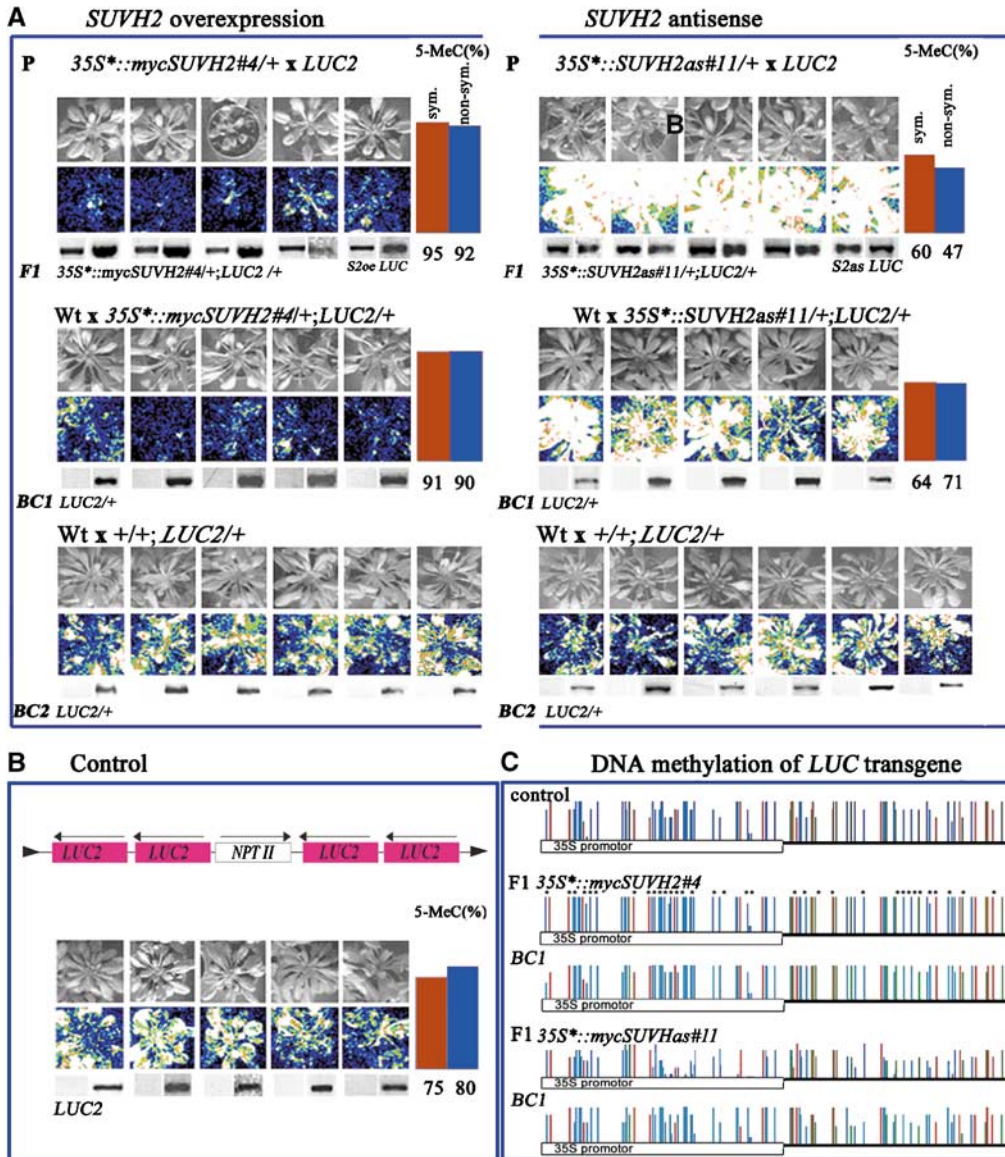 A
SUVH2 overexpression
P 35S*::mycSUVH2#4/+ x LUC2
5-MeC(%)
sym.
non-sym.
S2oe LUC
95 92
F1 35S*::mycSUVH2#4/+;LUC2 /+
Wt x 35S*::mycSUVH2#4/+;LUC2/+
91 90
BC1 LUC2/+
Wt x +/+; LUC2/+
BC2 LUC2/+
SUVH2 antisense
P 35S*::SUVH2as#11/+ x LUC2
5-MeC(%)
B
sym.
non-sym.
S2as LUC
60 47
F1 35S*::SUVH2as#11/+;LUC2/+
Wt x 35S*::SUVH2as#11/+;LUC2/+
64 71
BC1 LUC2/+
Wt x +/+; LUC2/+
BC2 LUC2/+
B Control
LUC2 LUC2 NPT II LUC2 LUC2
5-MeC(%)
75 80
LUC2
C DNA methylation of LUC transgene
control
35S promotor
F1 35S*::mycSUVH2#4
35S promotor
BC1
35S promotor
F1 35S*::mycSUVHas#11
35S promotor
BC1
35S promotor